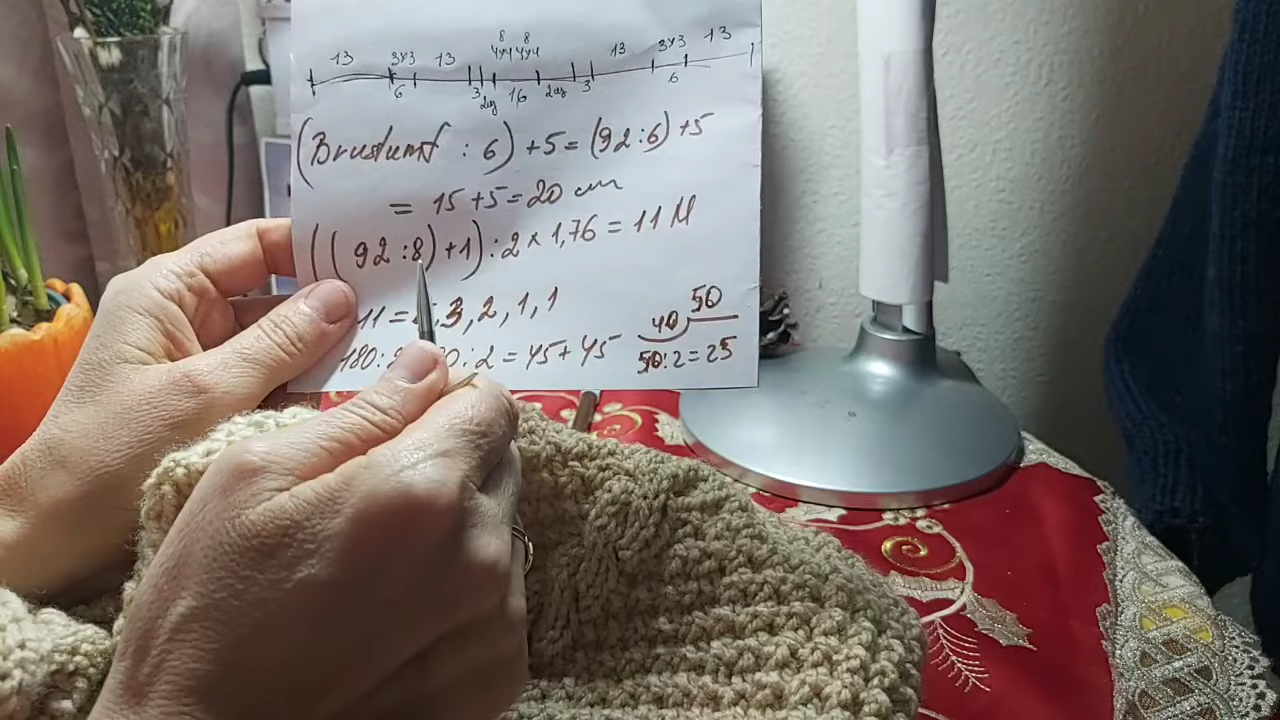 8 8
13 3x3 13 4x4 4x4 13 3x3 13
6 3 16 3 6
(Brustumf : 6) +5 = (92:6) +5
= 15 +5 = 20 cm
((92:8) +1) : 2 x 1,76 = 11 M
11 = 3, 2, 1, 1
180: :2 = 45 + 45
40 50
50:2=25